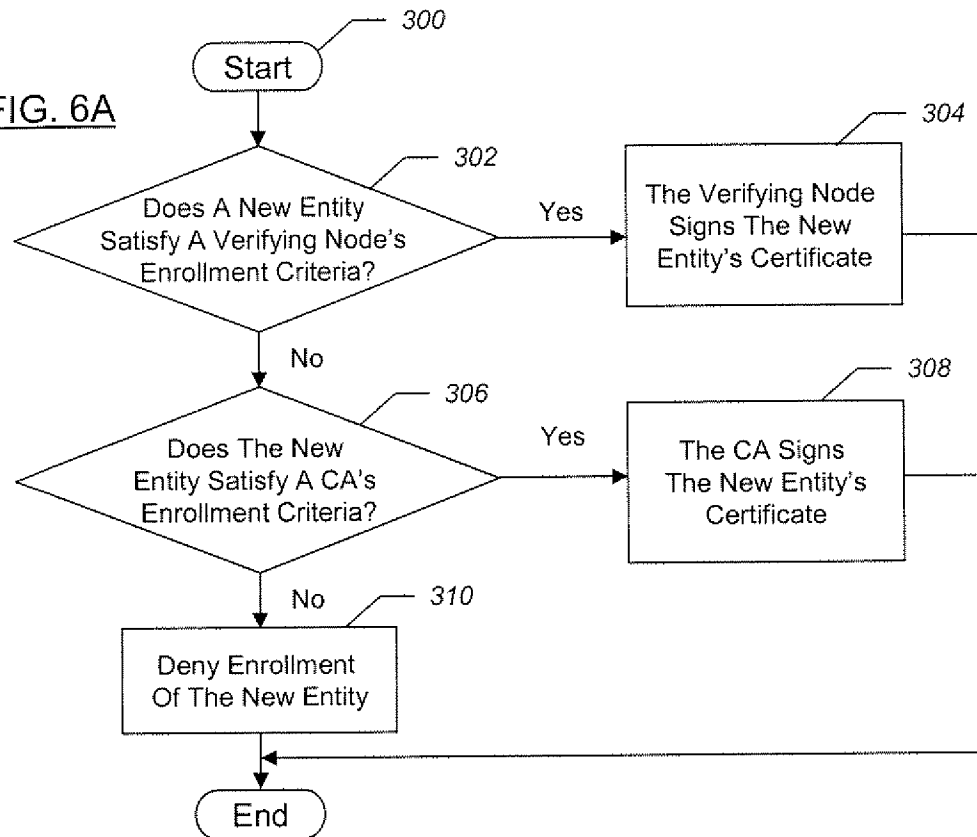 300
Start
FIG. 6A
302
304
Does A New Entity
Satisfy A Verifying Node's
Enrollment Criteria?
Yes
The Verifying Node
Signs The New
Entity's Certificate
No
306
308
Does The New
Entity Satisfy A CA's
Enrollment Criteria?
Yes
The CA Signs
The New Entity's
Certificate
No
310
Deny Enrollment
Of The New Entity
End